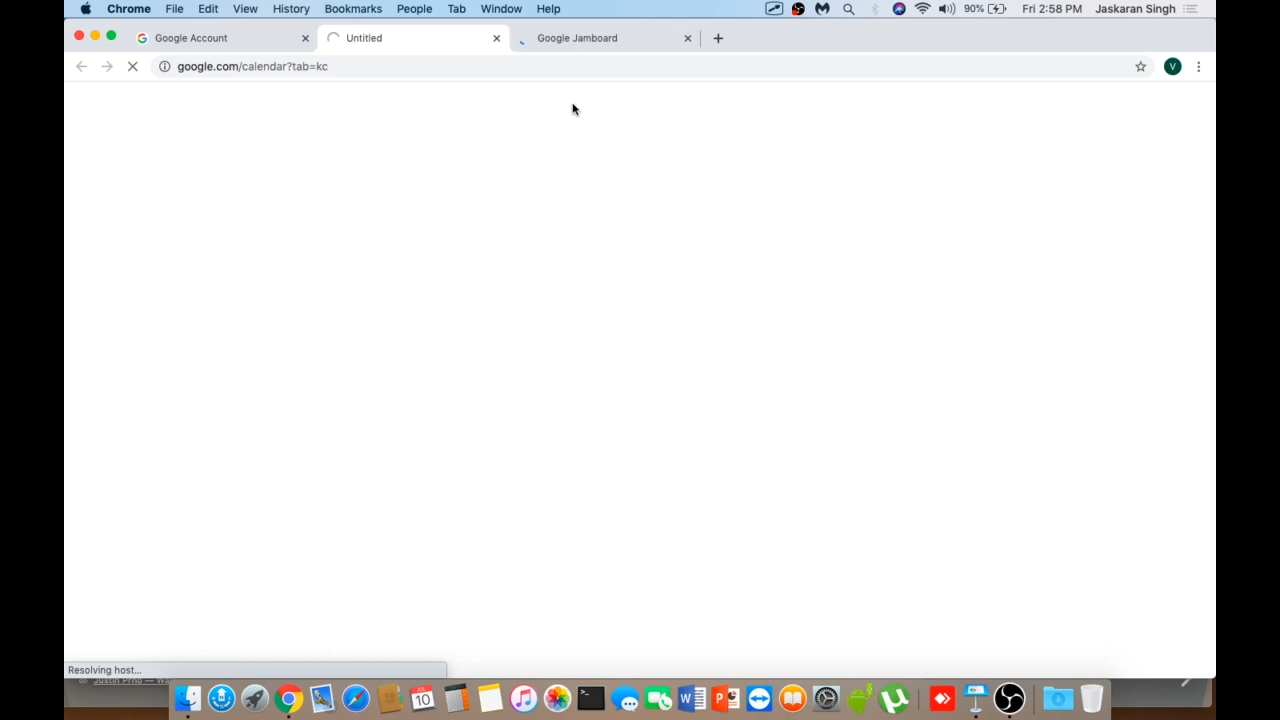 Chrome File Edit View History Bookmarks People Tab Window Help 90% Fri 2:58 PM Jaskaran Singh
Google Account Untitled Google Jamboard
google.com/calendar?tab=kc V
Resolving host...
JUL
10